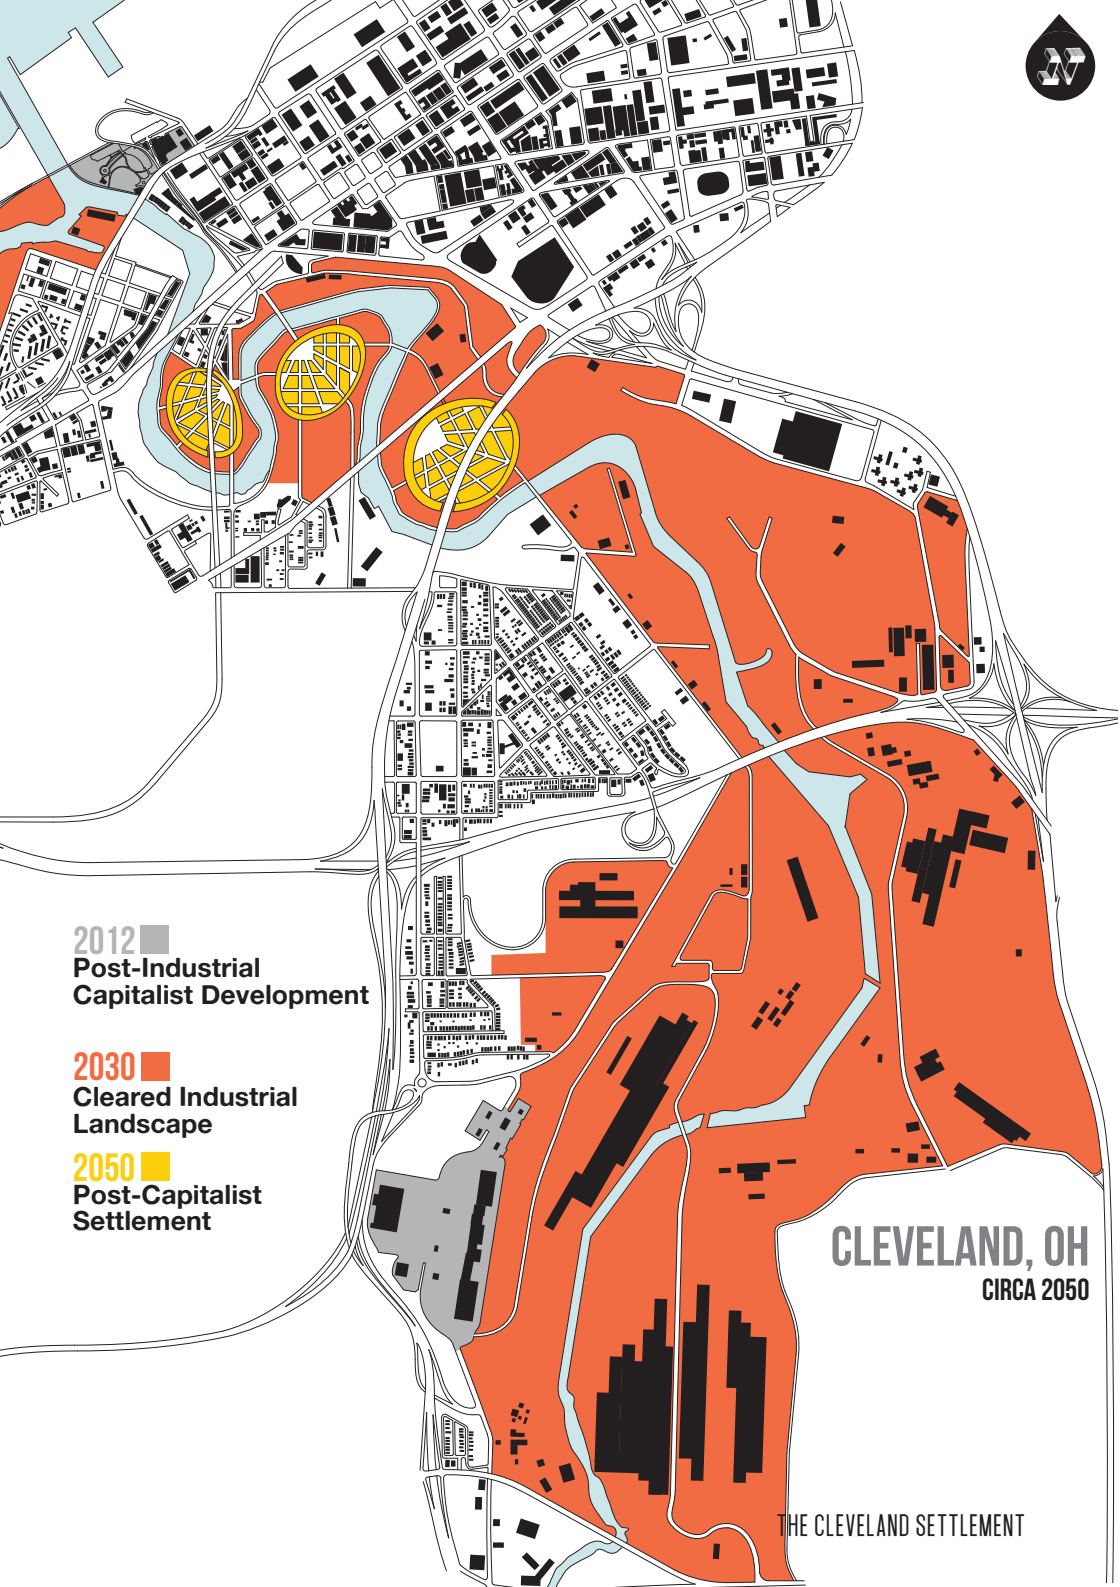 2012
Post-Industrial
Capitalist Development
2030
Cleared Industrial
Landscape
2050
Post-Capitalist
Settlement
CLEVELAND, OH
CIRCA 2050
THE CLEVELAND SETTLEMENT